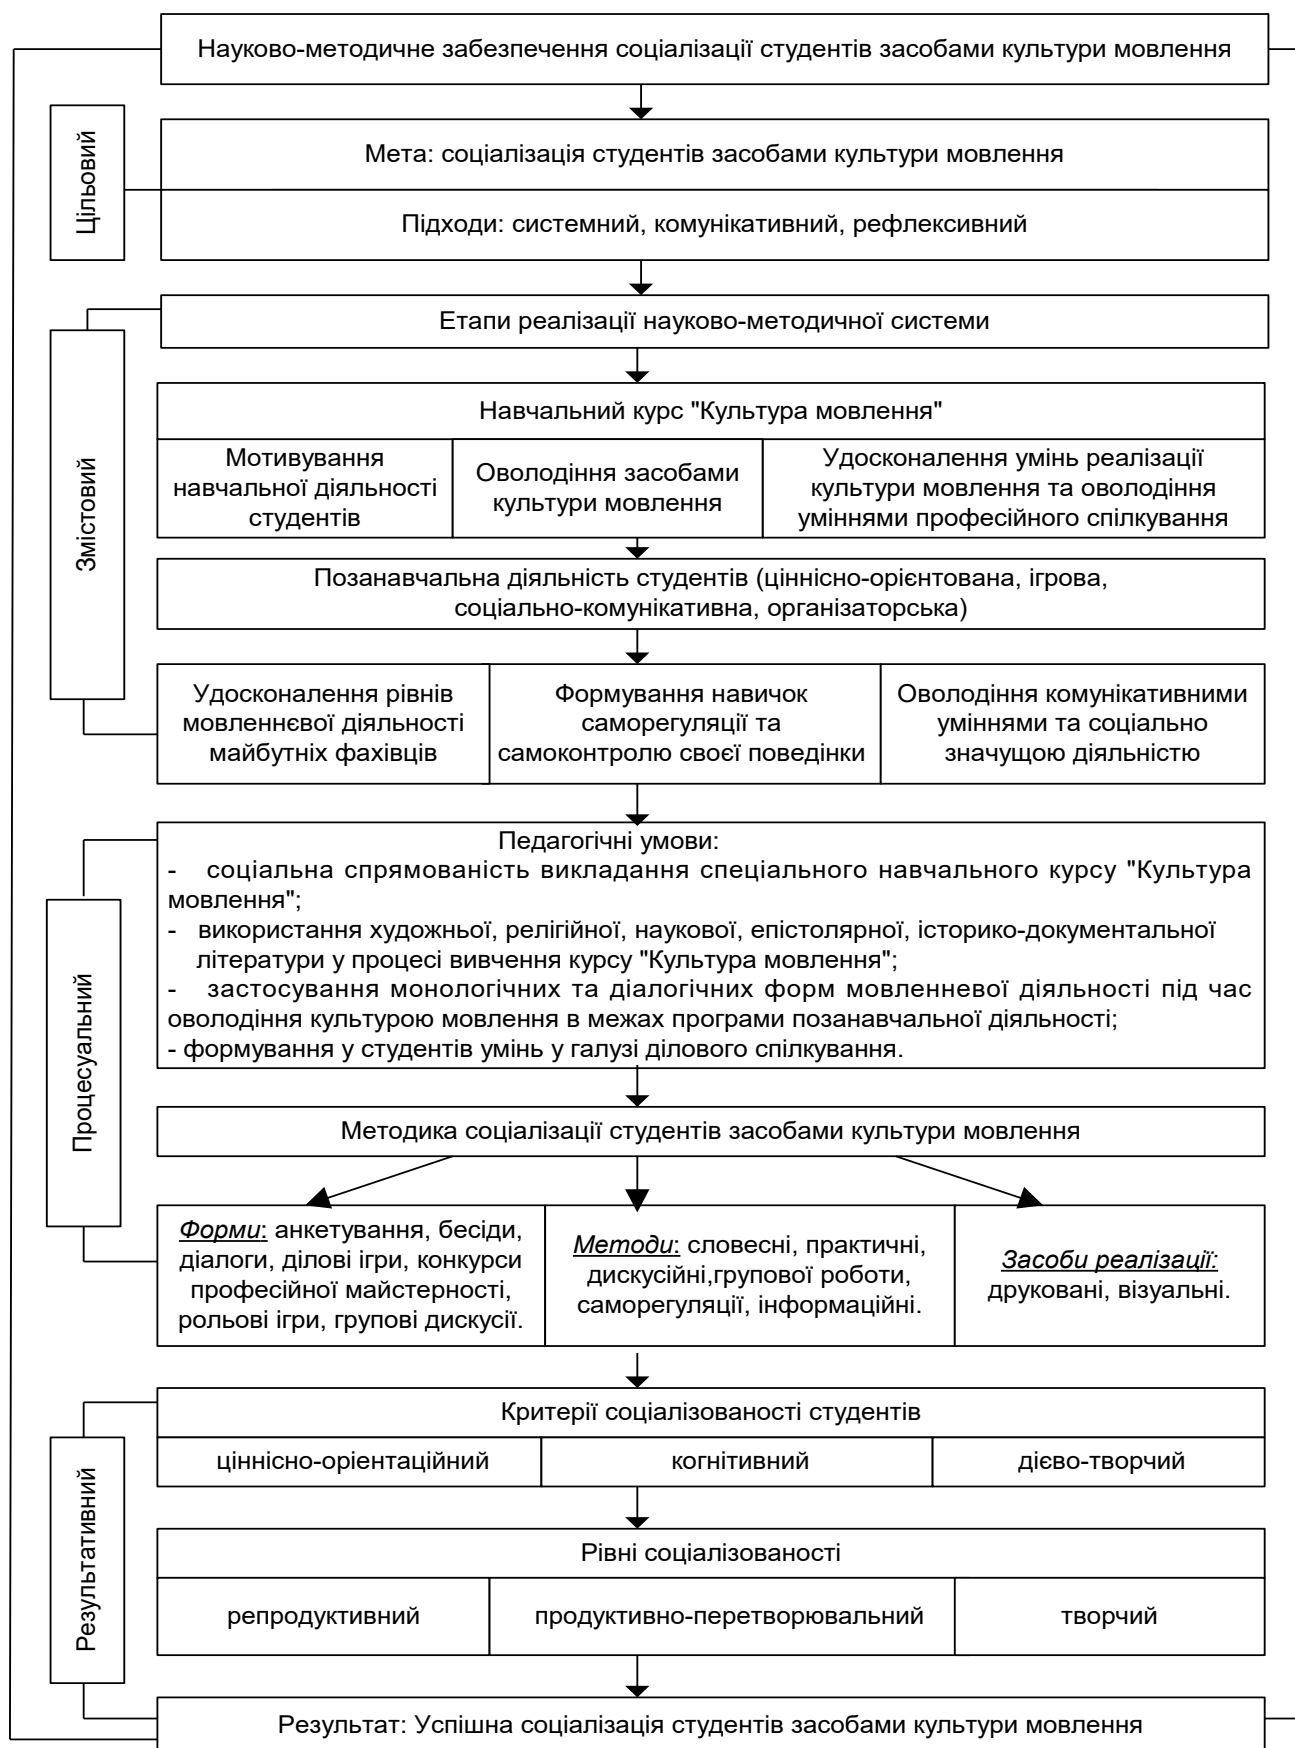 Науково-методичне забезпечення соціалізації студентів засобами культури мовлення
Цільовий
Мета: соціалізація студентів засобами культури мовлення
Підходи: системний, комунікативний, рефлексивний
Змістовий
Етапи реалізації науково-методичної системи
Навчальний курс "Культура мовлення"
Мотивування
навчальної діяльності
студентів
Оволодіння засобами
культури мовлення
Удосконалення умінь реалізації
культури мовлення та оволодіння
уміннями професійного спілкування
Позанавчальна діяльність студентів (ціннісно-орієнтована, ігрова,
соціально-комунікативна, організаторська)
Удосконалення рівнів
мовленнєвої діяльності
майбутніх фахівців
Формування навичок
саморегуляції та
самоконтролю своєї поведінки
Оволодіння комунікативними
уміннями та соціально
значущою діяльністю
Процесуальний
Педагогічні умови:
- соціальна спрямованість викладання спеціального навчального курсу "Культура
мовлення";
- використання художньої, релігійної, наукової, епістолярної, історико-документальної
літератури у процесі вивчення курсу "Культура мовлення";
- застосування монологічних та діалогічних форм мовленневої діяльності під час
оволодіння культурою мовлення в межах програми позанавчальної діяльності;
- формування у студентів умінь у галузі ділового спілкування.
Методика соціалізації студентів засобами культури мовлення
Форми: анкетування, бесіди,
діалоги, ділові ігри, конкурси
професійної майстерності,
рольові ігри, групові дискусії.
Методи: словесні, практичні,
дискусійні,групової роботи,
саморегуляції, інформаційні.
Засоби реалізації:
друковані, візуальні.
Результативний
Критерії соціалізованості студентів
ціннісно-оріентаційний
когнітивний
дієво-творчий
Рівні соціалізованості
репродуктивний
продуктивно-перетворювальний
творчий
Результат: Успішна соціалізація студентів засобами культури мовлення